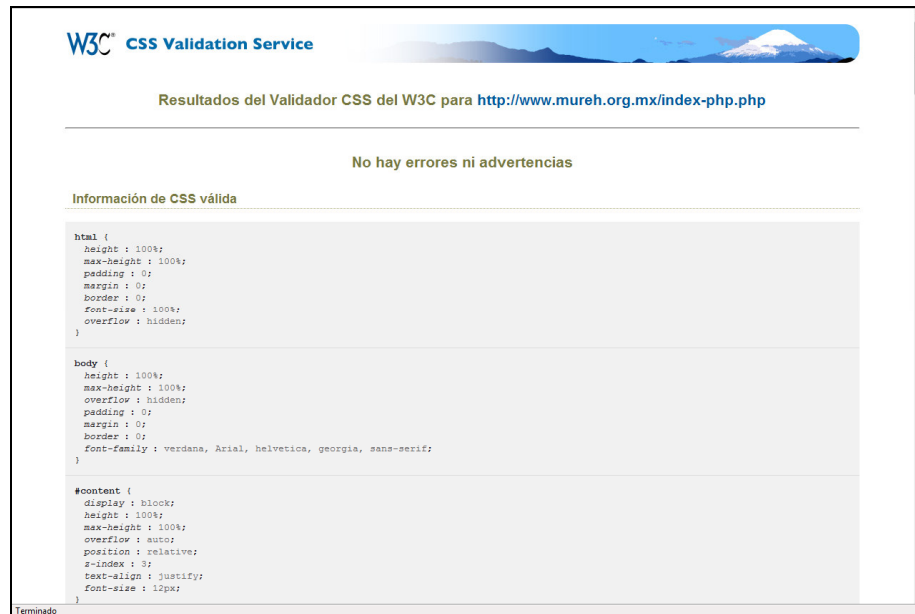 W3C® CSS Validation Service
Resultados del Validador CSS del W3C para http://www.mureh.org.mx/index-php.php
No hay errores ni advertencias
Información de CSS válida
html {
height : 100%;
max-height : 100%;
padding : 0;
margin : 0;
border : 0;
font-size : 100%;
overflow : hidden;
}
body {
height : 100%;
max-height : 100%;
overflow : hidden;
padding : 0;
margin : 0;
border : 0;
font-family : verdana, Arial, helvetica, georgia, sans-serif;
}
#content {
display : block;
height : 100%;
max-height : 100%;
overflow : auto;
position : relative;
z-index : 3;
text-align : justify;
font-size : 12px;
}
Terminado